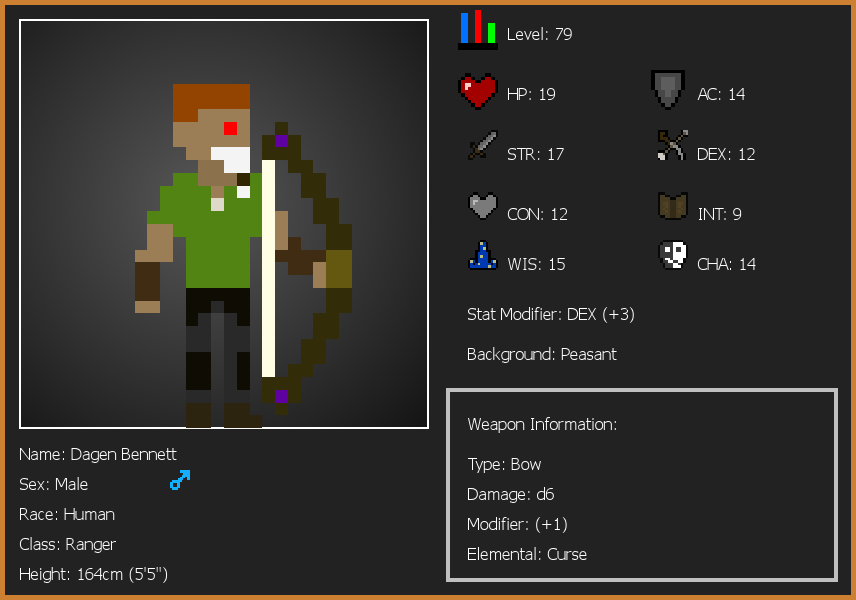 Level: 79
HP: 19
AC: 14
STR: 17
DEX: 12
CON: 12
INT: 9
WIS: 15
CHA: 14
Stat Modifier: DEX (+3)
Background: Peasant
Weapon Information:
Type: Bow
Damage: d6
Modifier: (+1)
Elemental: Curse
Name: Dagen Bennett
Sex: Male
Race: Human
Class: Ranger
Height: 164cm (5'5")